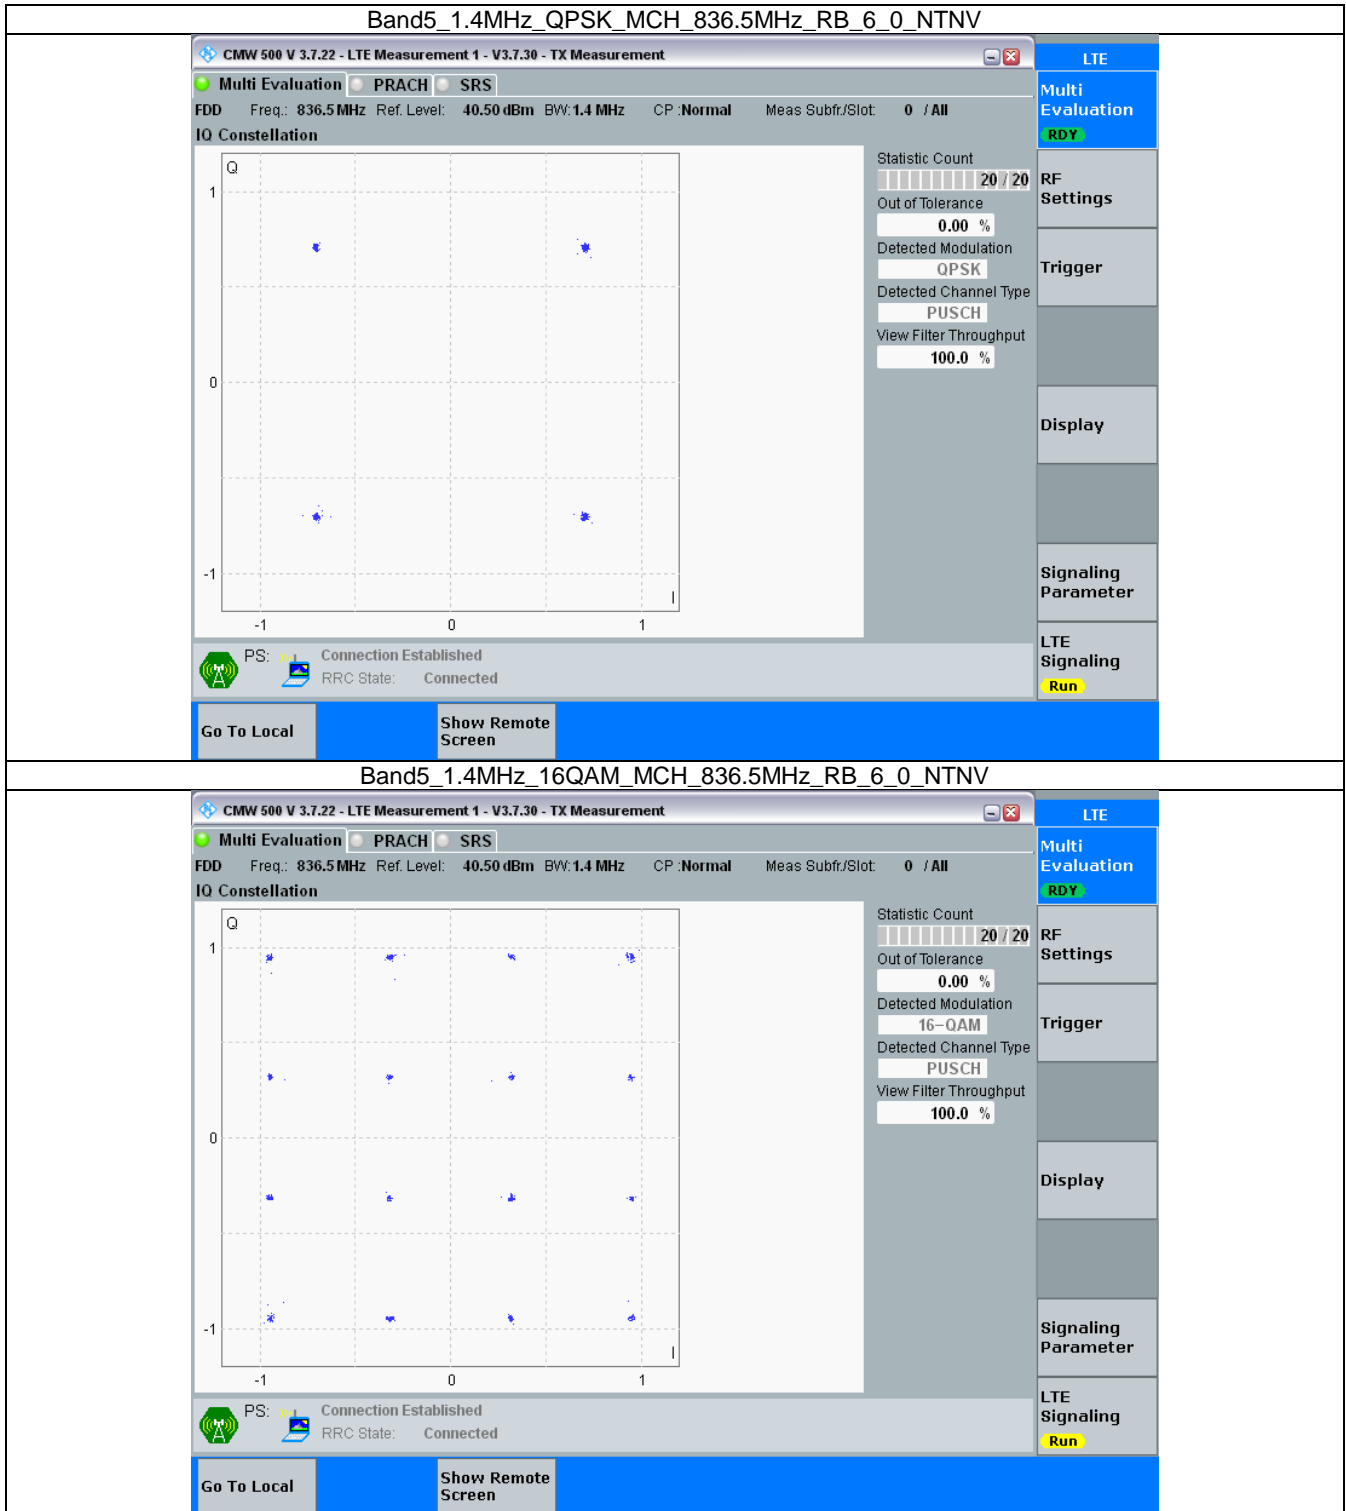 Band5_1.4MHz_QPSK_MCH_836.5MHz_RB_6_0_NTNV
CMW 500 V 3.7.22 - LTE Measurement 1 - V3.7.30 - TX Measurement
LTE
Multi Evaluation PRACH SRS
Multi
Evaluation
RDY
FDD Freq.: 836.5 MHz Ref. Level: 40.50 dBm BW: 1.4 MHz CP :Normal Meas Subfr./Slot: 0 / All
IQ Constellation
Q
1
0
-1
I
-1 0 1
Statistic Count
20 / 20
Out of Tolerance
0.00 %
Detected Modulation
QPSK
Detected Channel Type
PUSCH
View Filter Throughput
100.0 %
RF
Settings
Trigger
Display
Signaling
Parameter
LTE
Signaling
Run
PS: Connection Established
RRC State: Connected
Go To Local
Show Remote
Screen
Band5_1.4MHz_16QAM_MCH_836.5MHz_RB_6_0_NTNV
CMW 500 V 3.7.22 - LTE Measurement 1 - V3.7.30 - TX Measurement
LTE
Multi Evaluation PRACH SRS
Multi
Evaluation
RDY
FDD Freq.: 836.5 MHz Ref. Level: 40.50 dBm BW: 1.4 MHz CP :Normal Meas Subfr./Slot: 0 / All
IQ Constellation
Q
1
0
-1
I
-1 0 1
Statistic Count
20 / 20
Out of Tolerance
0.00 %
Detected Modulation
16-QAM
Detected Channel Type
PUSCH
View Filter Throughput
100.0 %
RF
Settings
Trigger
Display
Signaling
Parameter
LTE
Signaling
Run
PS: Connection Established
RRC State: Connected
Go To Local
Show Remote
Screen